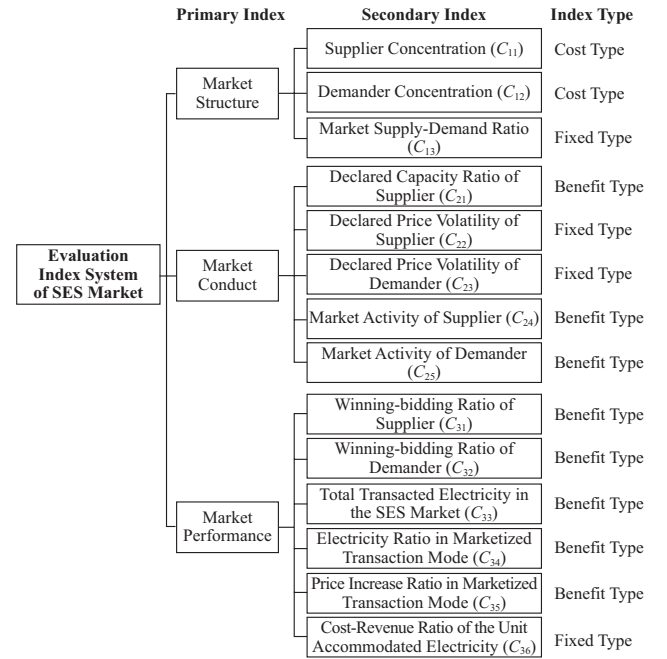 Primary Index Secondary Index Index Type
Evaluation
Index System
of SES Market
Market
Structure
Supplier Concentration (C11) Cost Type
Demander Concentration (C12) Cost Type
Market Supply-Demand Ratio
(C13)
Fixed Type
Market
Conduct
Declared Capacity Ratio of
Supplier (C21)
Benefit Type
Declared Price Volatility of
Supplier (C22)
Fixed Type
Declared Price Volatility of
Demander (C23)
Fixed Type
Market Activity of Supplier (C24) Benefit Type
Market Activity of Demander
(C25)
Benefit Type
Market
Performance
Winning-bidding Ratio of
Supplier (C31)
Benefit Type
Winning-bidding Ratio of
Demander (C32)
Benefit Type
Total Transacted Electricity in
the SES Market (C33)
Benefit Type
Electricity Ratio in Marketized
Transaction Mode (C34)
Benefit Type
Price Increase Ratio in Marketized
Transaction Mode (C35)
Benefit Type
Cost-Revenue Ratio of the Unit
Accommodated Electricity (C36)
Fixed Type